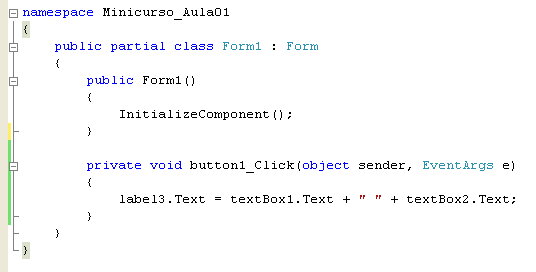 namespace Minicurso_Aula01
{
public partial class Form1 : Form
{
public Form1()
{
InitializeComponent();
}
private void button1_Click(object sender, EventArgs e)
{
label3.Text = textBox1.Text + " " + textBox2.Text;
}
}
}